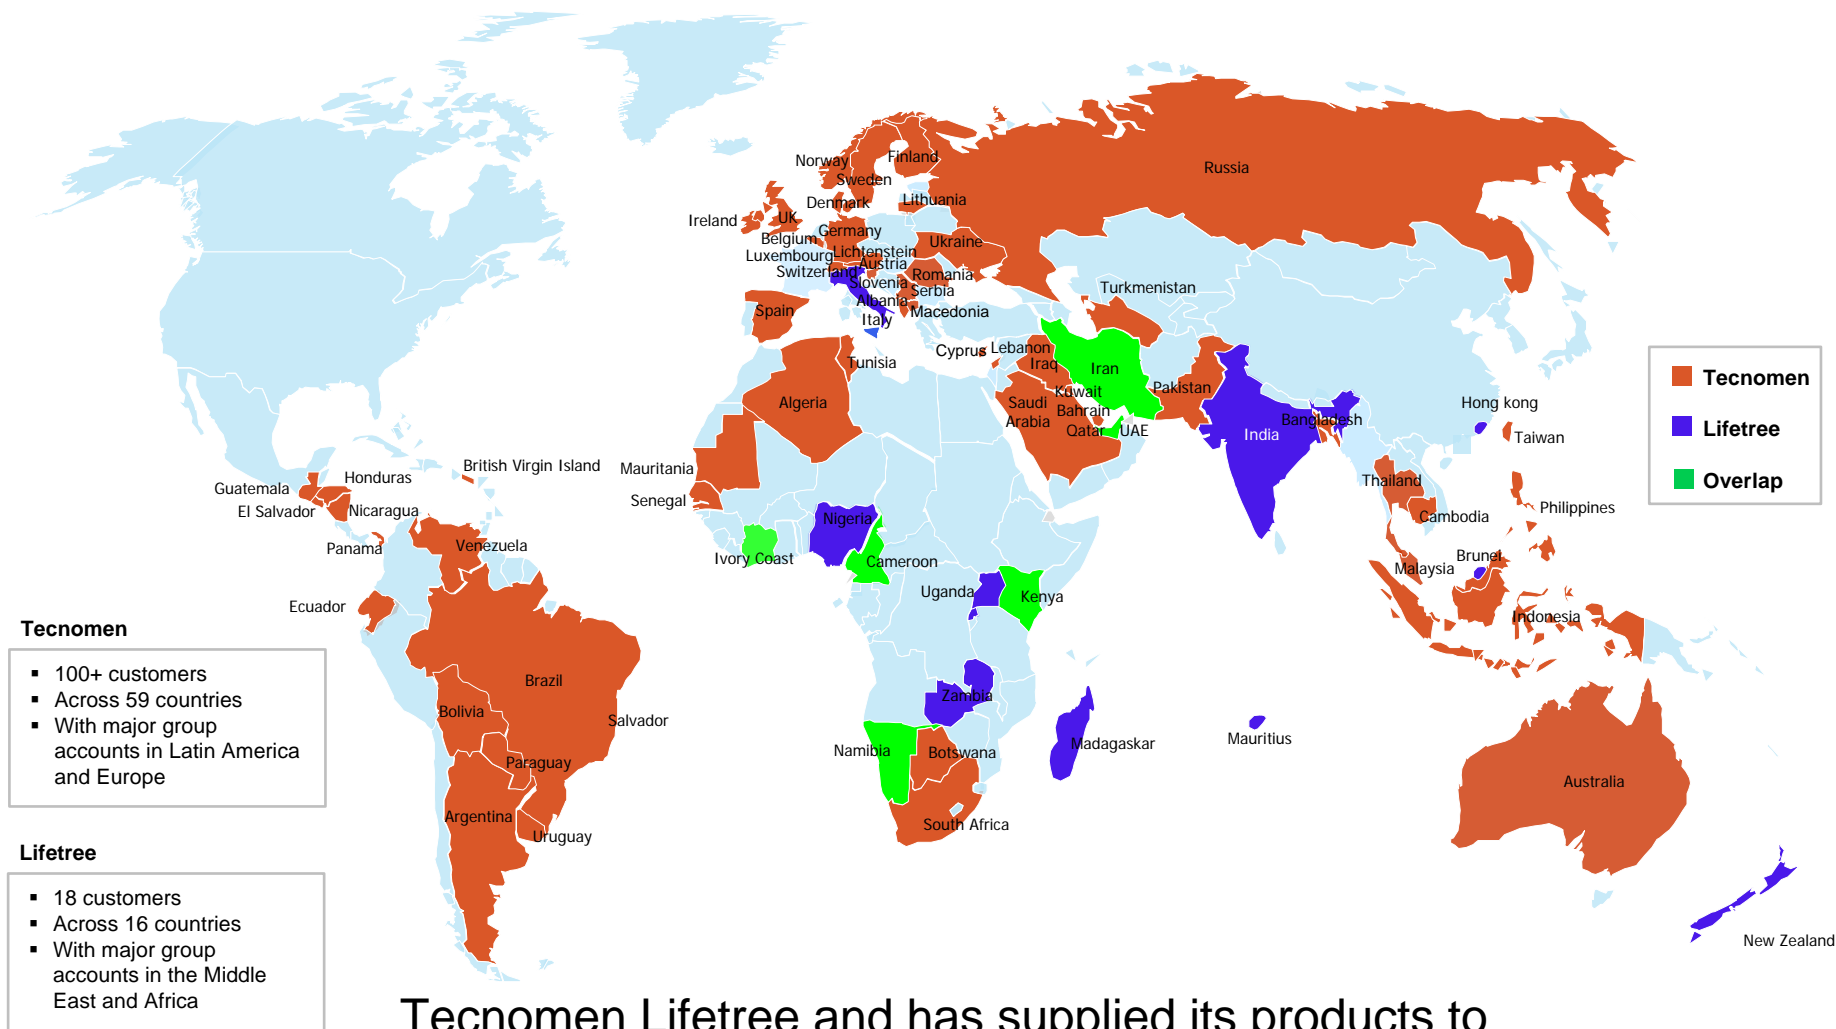 Norway
Finland
Sweden
Russia
Denmark
Lithuania
Ireland
UK
Germany
Belgium
Ukraine
Luxembourg
Lichtenstein
Austria
Switzerland
Romania
Slovenia
Serbia
Albania
Macedonia
Italy
Spain
Turkmenistan
Tunisia
Cyprus
Lebanon
Iraq
Iran
Kuwait
Pakistan
Algeria
Saudi
Arabia
Bahrain
Qatar
UAE
India
Bangladesh
Hong kong
Taiwan
Tecnomen
Lifetree
Overlap
Mauritania
Senegal
British Virgin Island
Honduras
Guatemala
El Salvador
Nicaragua
Panama
Venezuela
Ivory Coast
Nigeria
Cameroon
Uganda
Kenya
Thailand
Cambodia
Philippines
Brunei
Malaysia
Indonesia
Ecuador
Brazil
Bolivia
Salvador
Paraguay
Argentina
Uruguay
Zambia
Namibia
Botswana
Madagaskar
Mauritius
South Africa
Australia
New Zealand
Tecnomen
▪ 100+ customers
▪ Across 59 countries
▪ With major group
accounts in Latin America
and Europe
Lifetree
▪ 18 customers
▪ Across 16 countries
▪ With major group
accounts in the Middle
East and Africa
Tecnomen Lifetree and has supplied its products to